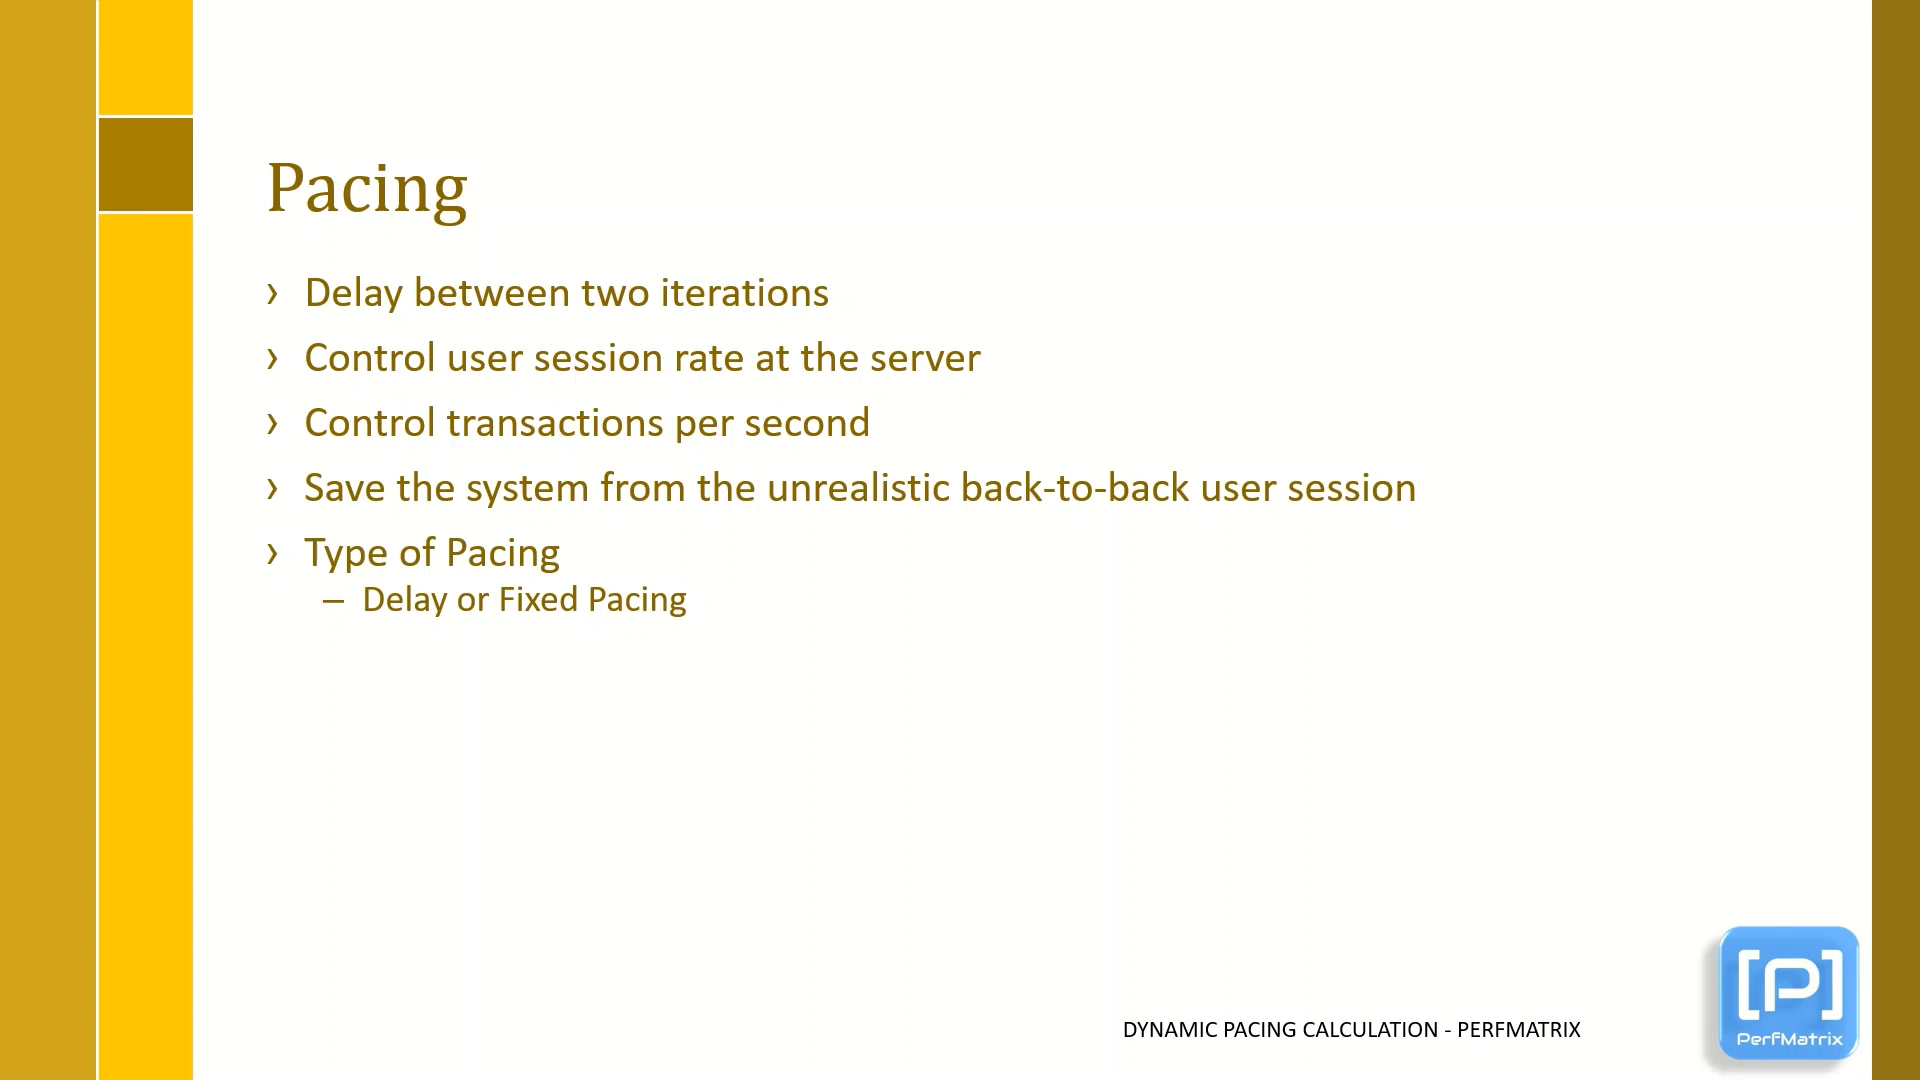 Pacing
› Delay between two iterations
› Control user session rate at the server
› Control transactions per second
› Save the system from the unrealistic back-to-back user session
› Type of Pacing
– Delay or Fixed Pacing
DYNAMIC PACING CALCULATION - PERFMATRIX
[P]
PerfMatrix